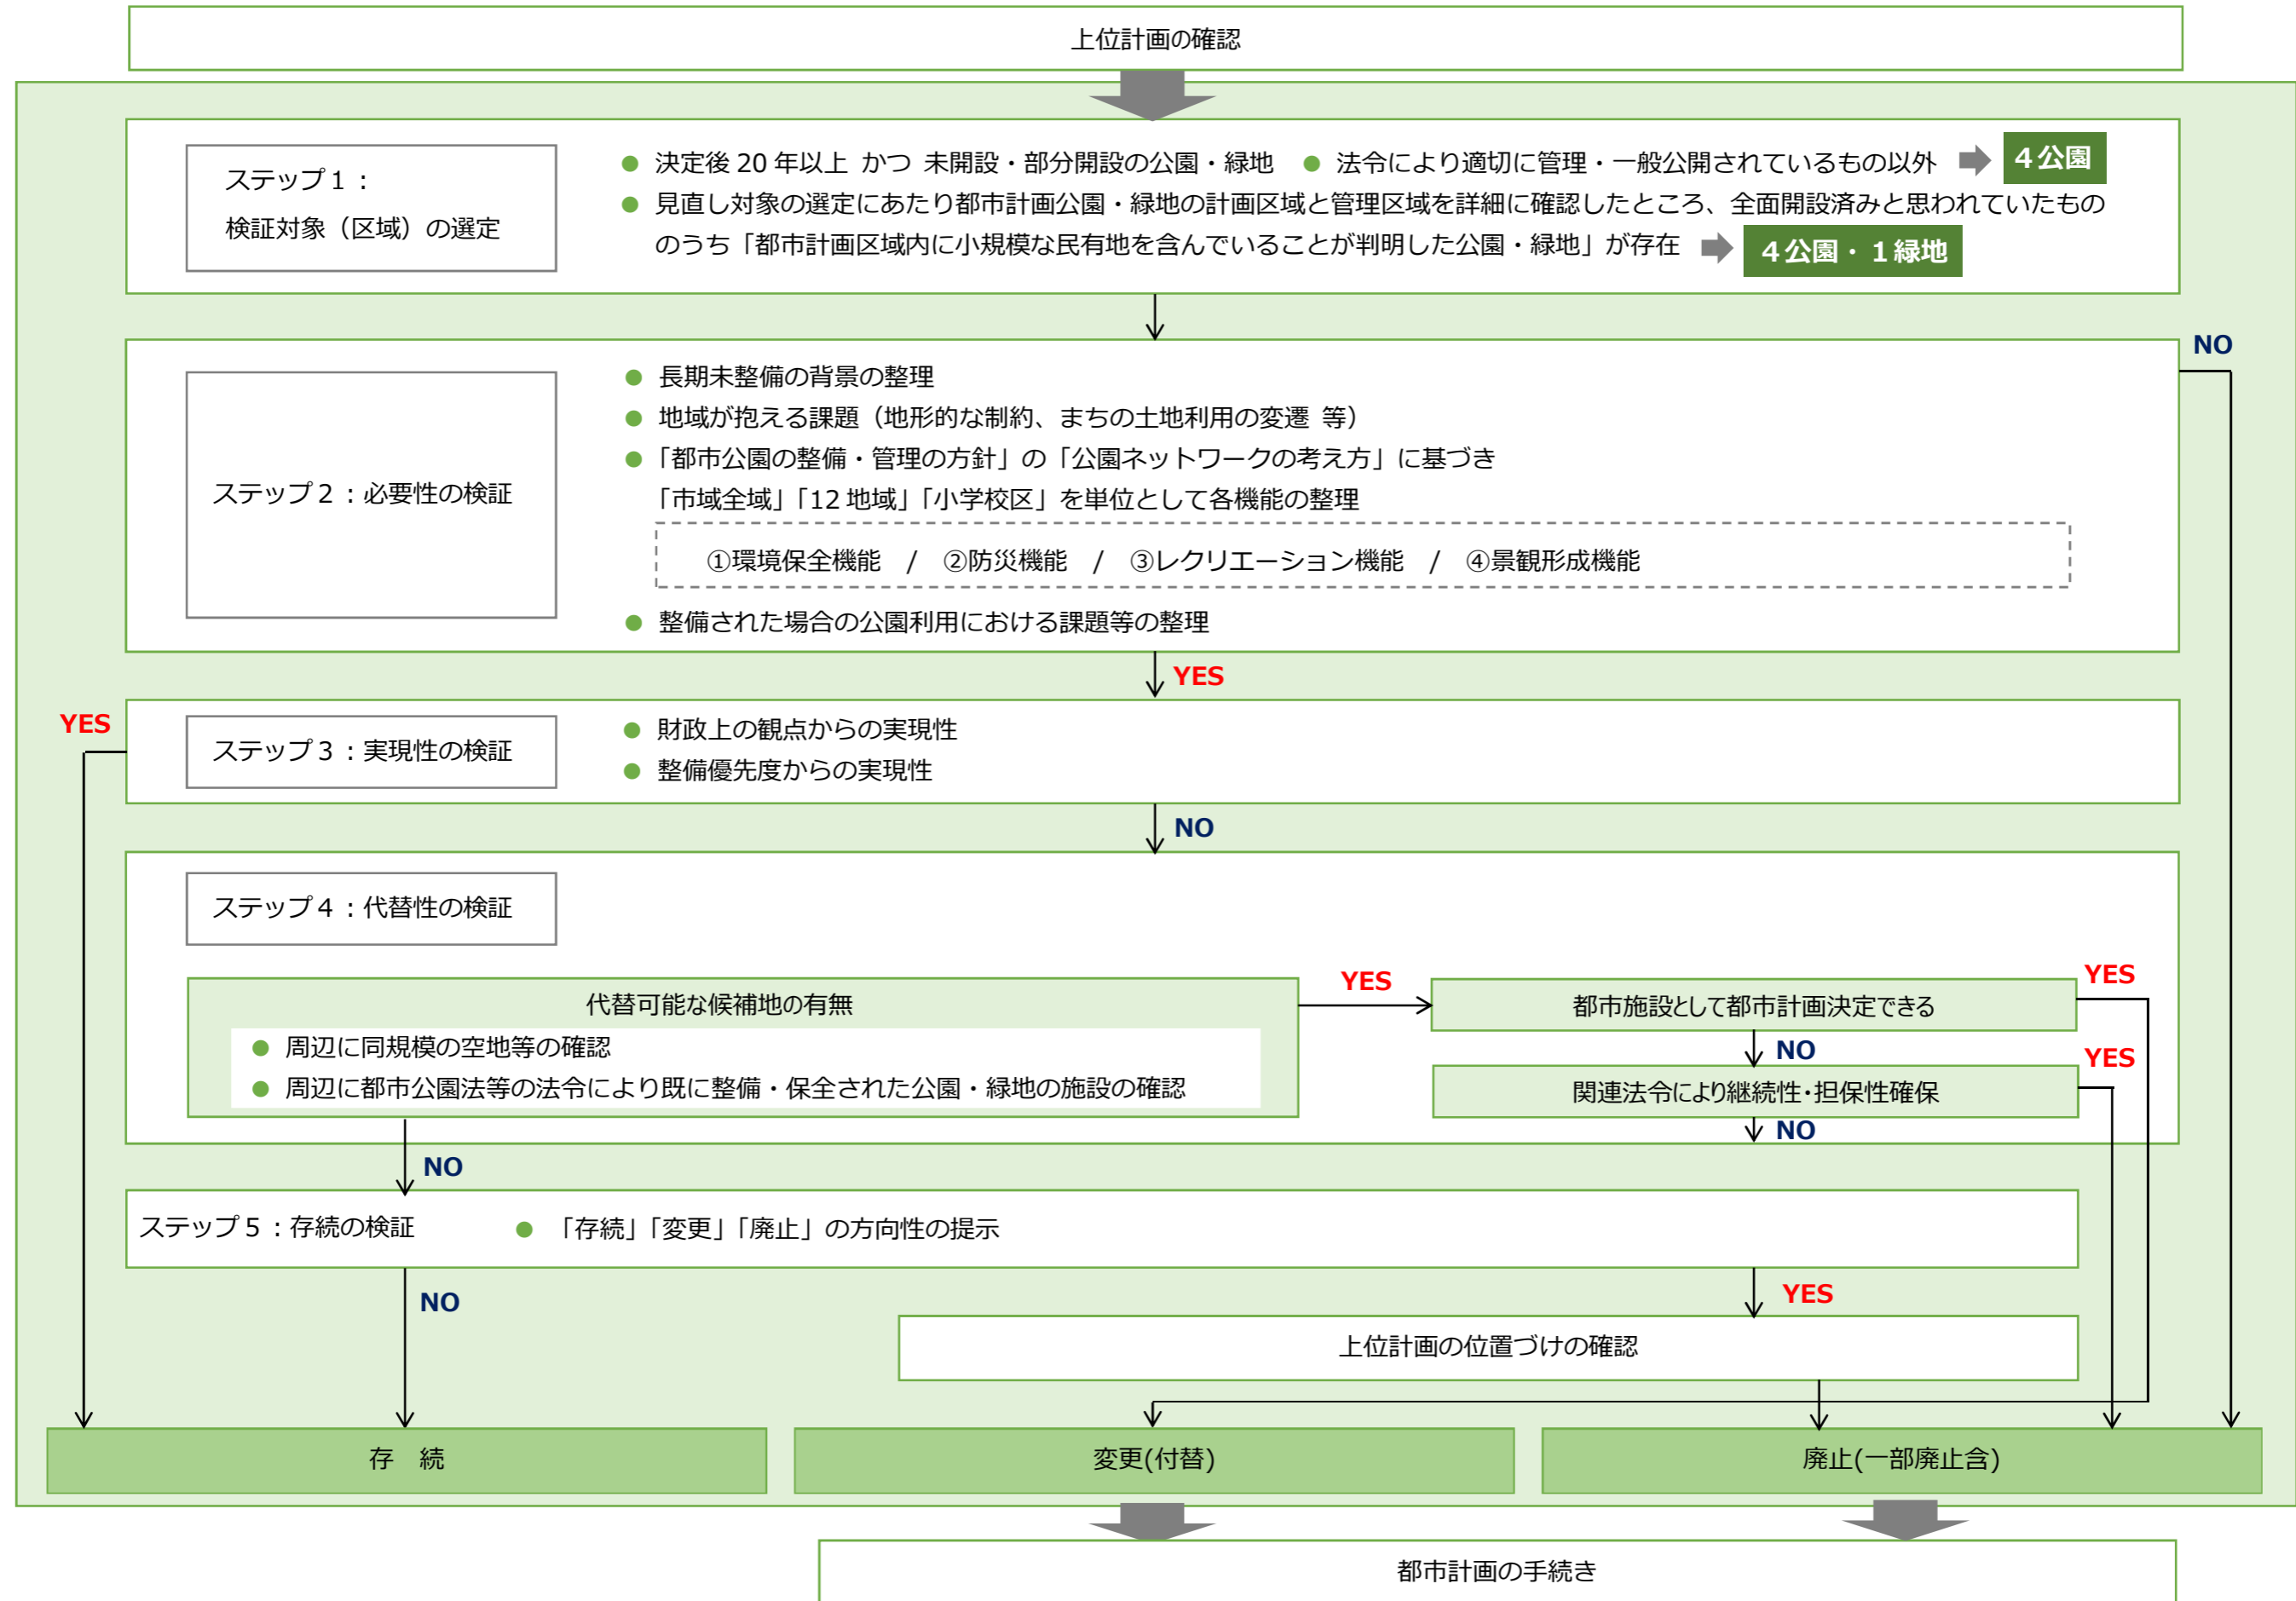 上位計画の確認
ステップ１：
検証対象（区域）の選定
● 決定後 20 年以上 かつ 未開設・部分開設の公園・緑地 ● 法令により適切に管理・一般公開されているもの以外 ４公園
● 見直し対象の選定にあたり都市計画公園・緑地の計画区域と管理区域を詳細に確認したところ、全面開設済みと思われていたもの
のうち「都市計画区域内に小規模な民有地を含んでいることが判明した公園・緑地」が存在 ４公園・１緑地
NO
ステップ２：必要性の検証
● 長期未整備の背景の整理
● 地域が抱える課題（地形的な制約、まちの土地利用の変遷 等）
● 「都市公園の整備・管理の方針」の「公園ネットワークの考え方」に基づき
「市域全域」「12 地域」「小学校区」を単位として各機能の整理
①環境保全機能 / ②防災機能 / ③レクリエーション機能 / ④景観形成機能
● 整備された場合の公園利用における課題等の整理
YES
YES
ステップ３：実現性の検証
● 財政上の観点からの実現性
● 整備優先度からの実現性
NO
ステップ４：代替性の検証
代替可能な候補地の有無
● 周辺に同規模の空地等の確認
● 周辺に都市公園法等の法令により既に整備・保全された公園・緑地の施設の確認
YES
都市施設として都市計画決定できる
YES
NO
関連法令により継続性・担保性確保
YES
NO
NO
ステップ５：存続の検証 ● 「存続」「変更」「廃止」の方向性の提示
NO
YES
上位計画の位置づけの確認
存　続
変更(付替)
廃止(一部廃止含)
都市計画の手続き